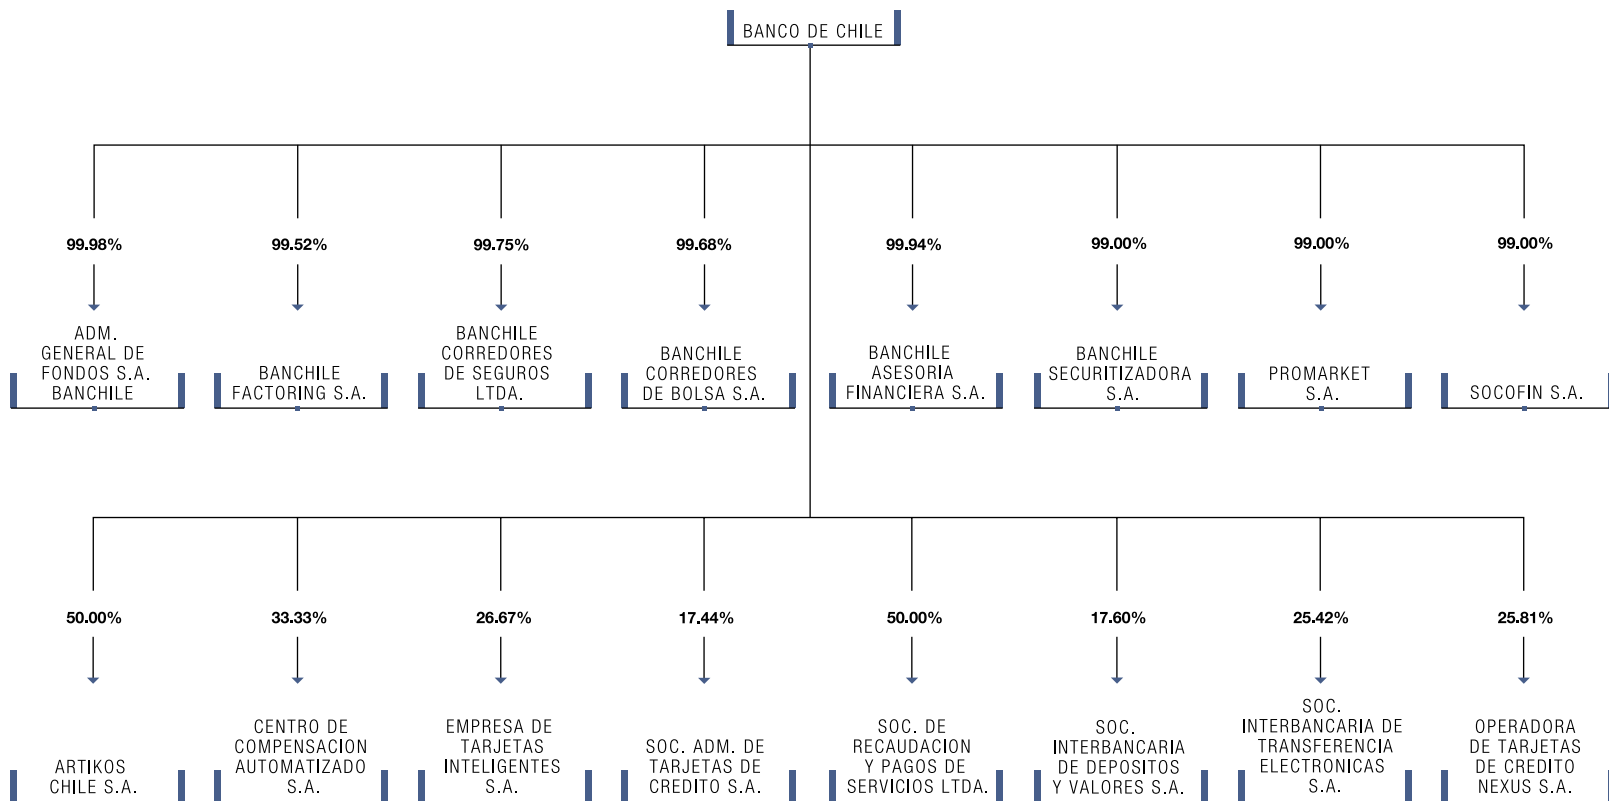 BANCO DE CHILE
99.98%
99.52%
99.75%
99.68%
99.94%
99.00%
99.00%
99.00%
ADM.
GENERAL DE
FONDOS S.A.
BANCHILE
BANCHILE
FACTORING S.A.
BANCHILE
CORREDORES
DE SEGUROS
LTDA.
BANCHILE
CORREDORES
DE BOLSA S.A.
BANCHILE
ASESORIA
FINANCIERA S.A.
BANCHILE
SECURITIZADORA
S.A.
PROMARKET
S.A.
SOCOFIN S.A.
50.00%
33.33%
26.67%
17.44%
50.00%
17.60%
25.42%
25.81%
ARTIKOS
CHILE S.A.
CENTRO DE
COMPENSACION
AUTOMATIZADO
S.A.
EMPRESA DE
TARJETAS
INTELIGENTES
S.A.
SOC. ADM. DE
TARJETAS DE
CREDITO S.A.
SOC. DE
RECAUDACION
Y PAGOS DE
SERVICIOS LTDA.
SOC.
INTERBANCARIA
DE DEPOSITOS
Y VALORES S.A.
SOC.
INTERBANCARIA DE
TRANSFERENCIA
ELECTRONICAS
S.A.
OPERADORA
DE TARJETAS
DE CREDITO
NEXUS S.A.